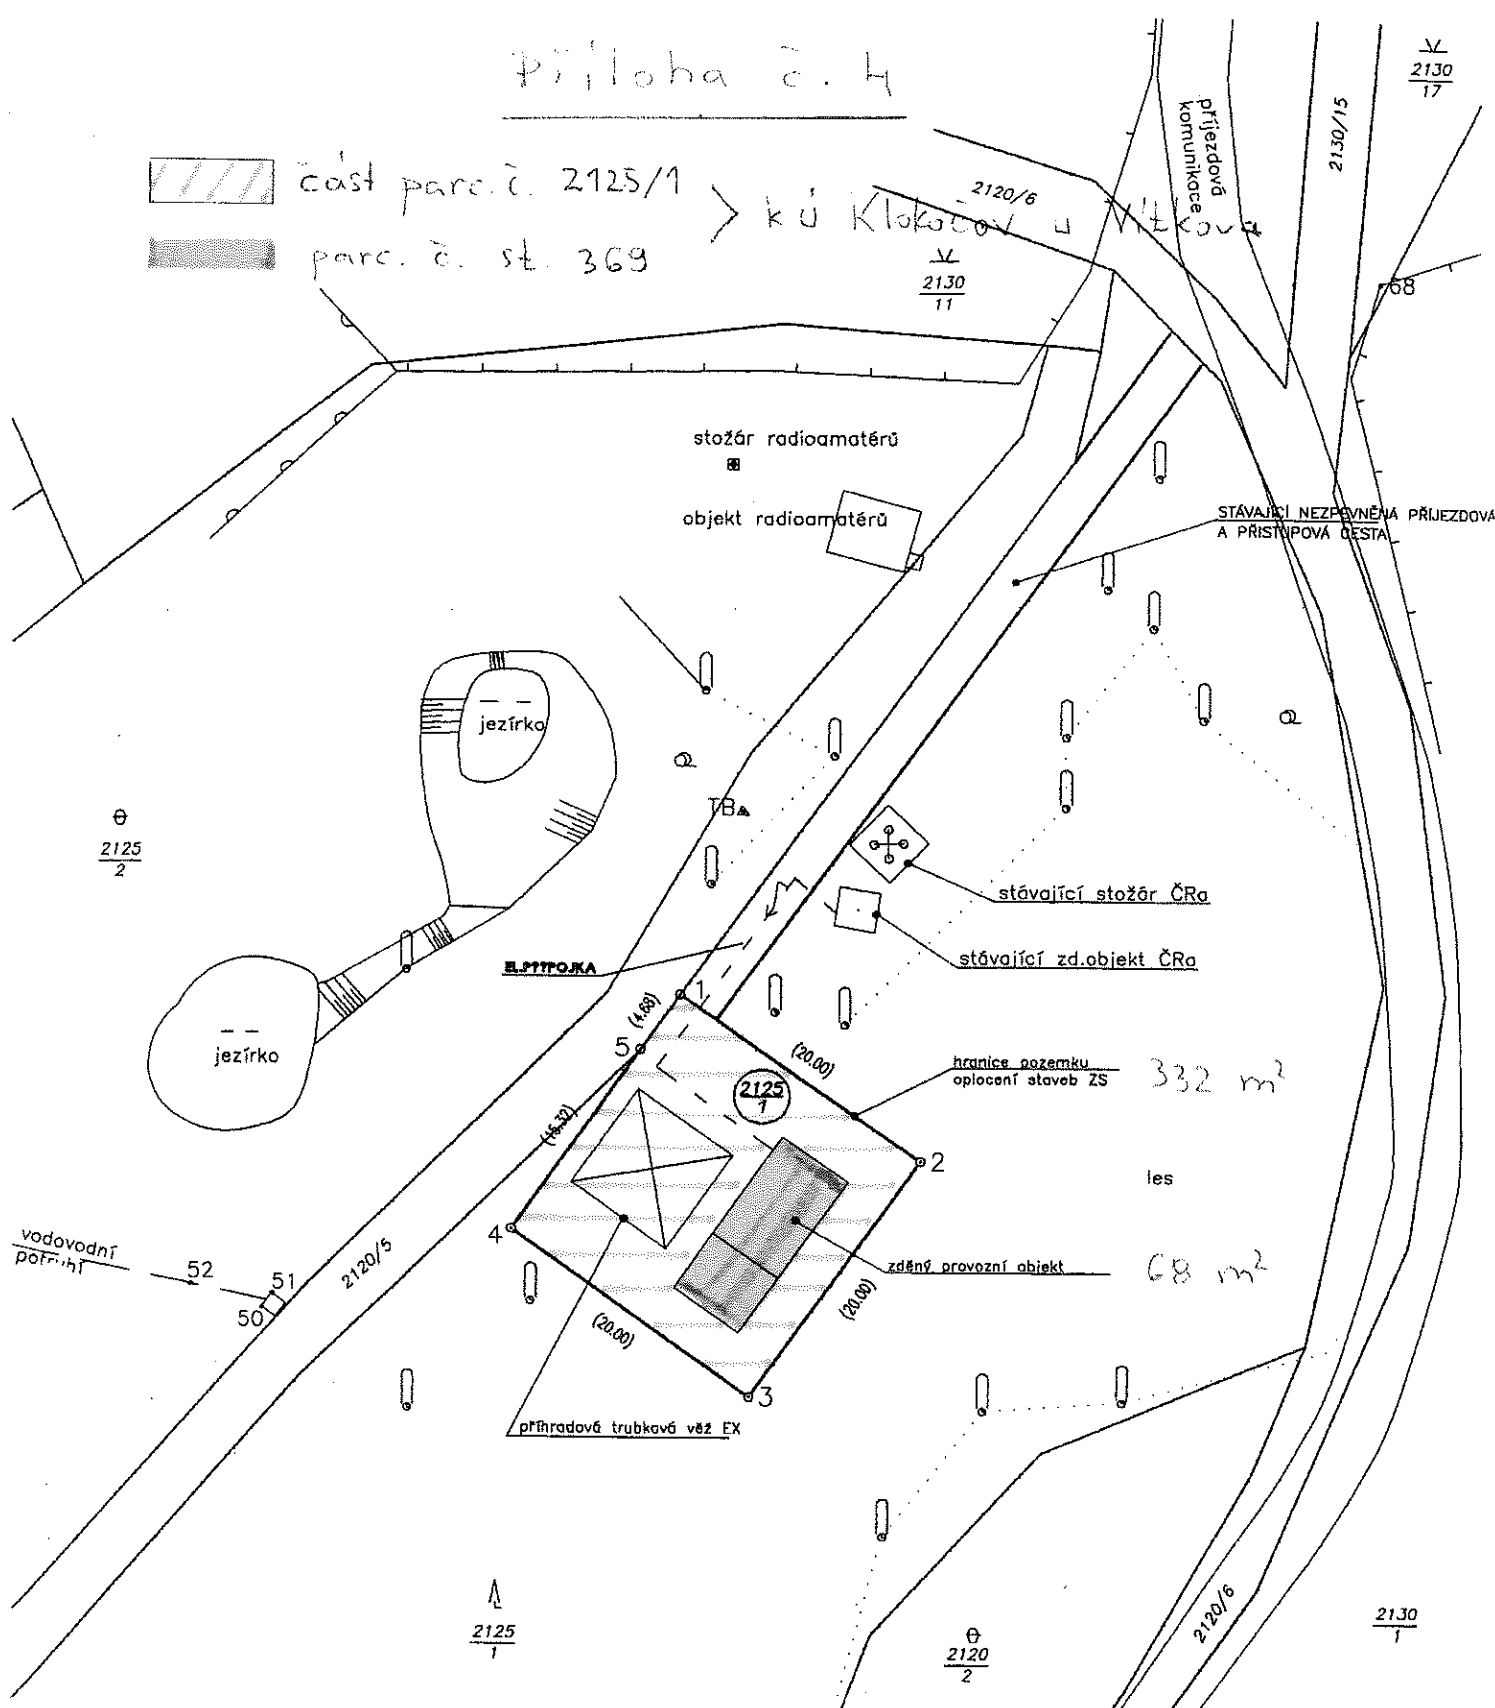 Příloha č. 4
část parc. č. 2125/1
parc. č. st. 369
k ú Klokočov u Vítkova
2130
17
2130/15
příjezdová
komunikace
2120/6
2130
11
68
stožár radioamatérů
objekt radioamatérů
STÁVAJÍCÍ NEZPEVNĚNÁ PŘÍJEZDOVÁ
A PŘÍSTUPOVÁ CESTA
jezírko
TB
2125
2
stávající stožár ČRa
stávající zd.objekt ČRa
EL.P???POJKA
1
(4.68)
5
(20.00)
jezírko
hranice pozemku
oplocení staveb ZS
332 m²
2125
1
(15.32)
2
les
4
vodovodní
potrubí
52
51
50
2120/5
zděný provozní objekt
68 m²
(20.00)
(20.00)
3
příhradová trubková věž EX
2125
1
2120
2
2120/6
2130
1